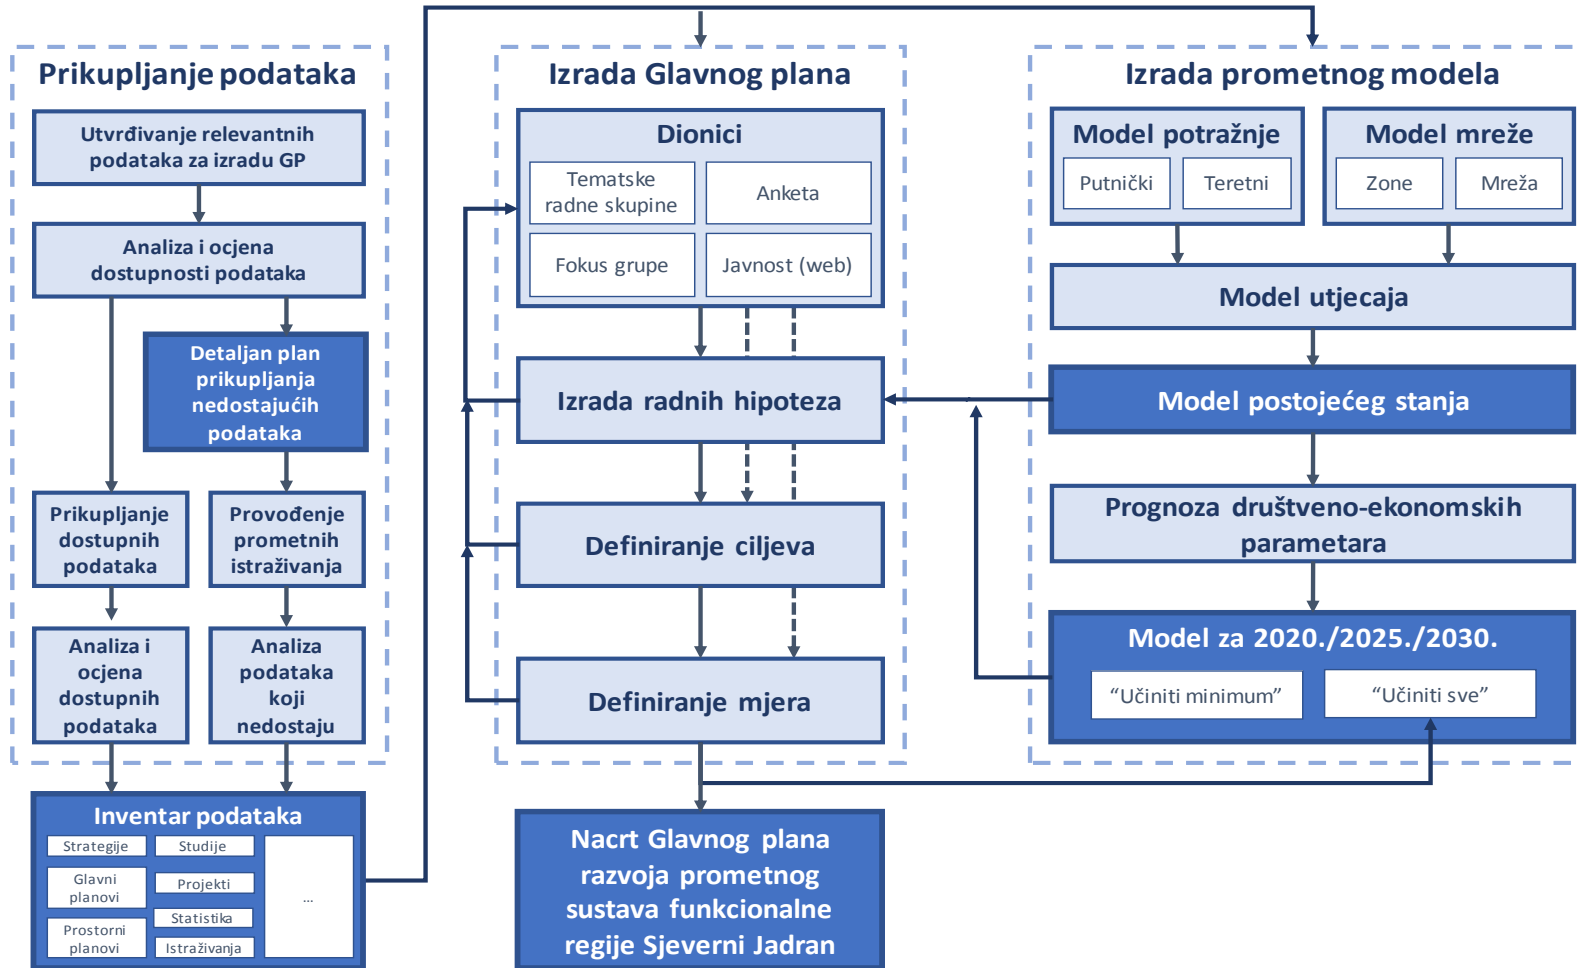 Prikupljanje podataka
Utvrđivanje relevantnih
podataka za izradu GP
Analiza i ocjena
dostupnosti podataka
Detaljan plan
prikupljanja
nedostajućih
podataka
Prikupljanje
dostupnih
podataka
Provođenje
prometnih
istraživanja
Analiza i
ocjena
dostupnih
podataka
Analiza
podataka
koji
nedostaju
Inventar podataka
Strategije
Glavni
planovi
Prostorni
planovi
Studije
Projekti
Statistika
Istraživanja
...
Izrada Glavnog plana
Dionici
Tematske
radne skupine
Anketa
Fokus grupe
Javnost (web)
Izrada radnih hipoteza
Definiranje ciljeva
Definiranje mjera
Nacrt Glavnog plana
razvoja prometnog
sustava funkcionalne
regije Sjeverni Jadran
Izrada prometnog modela
Model potražnje
Putnički
Teretni
Model mreže
Zone
Mreža
Model utjecaja
Model postojećeg stanja
Prognoza društveno-ekonomskih
parametara
Model za 2020./2025./2030.
“Učiniti minimum”
“Učiniti sve”